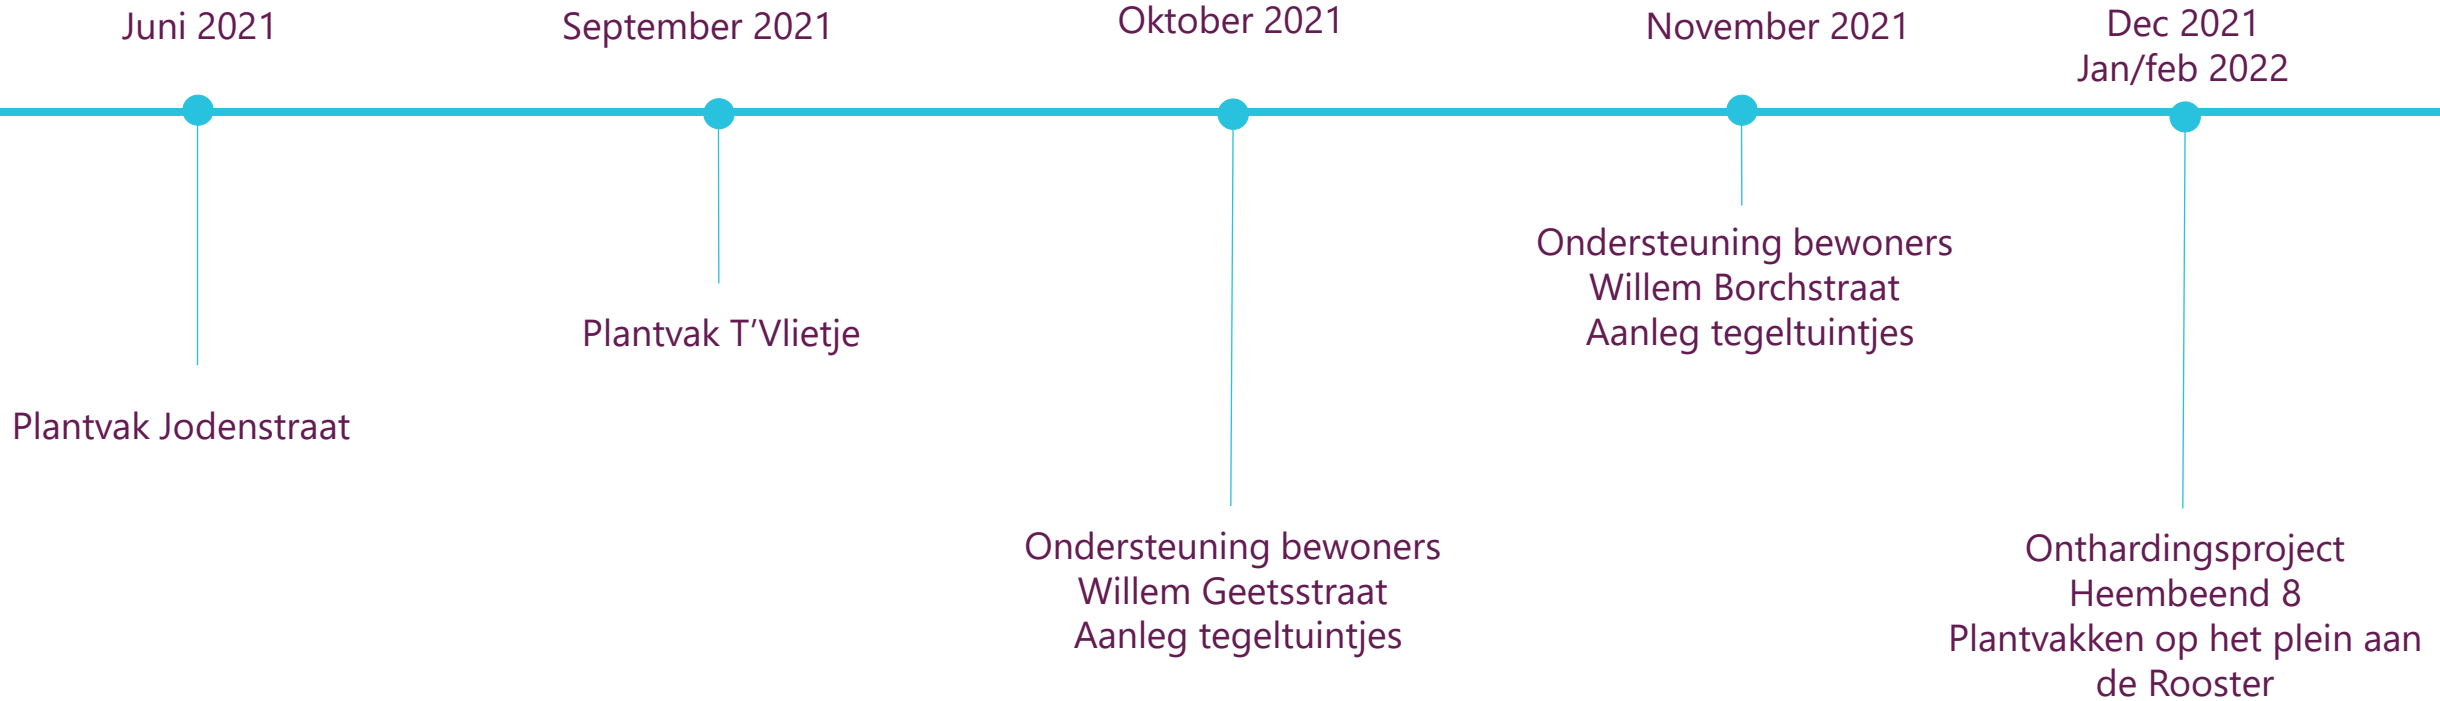 Juni 2021
September 2021
Oktober 2021
November 2021
Dec 2021
Jan/feb 2022
Plantvak Jodenstraat
Plantvak T’Vlietje
Ondersteuning bewoners
Willem Geetsstraat
Aanleg tegeltuintjes
Ondersteuning bewoners
Willem Borchstraat
Aanleg tegeltuintjes
Onthardingsproject
Heembeend 8
Plantvakken op het plein aan
de Rooster